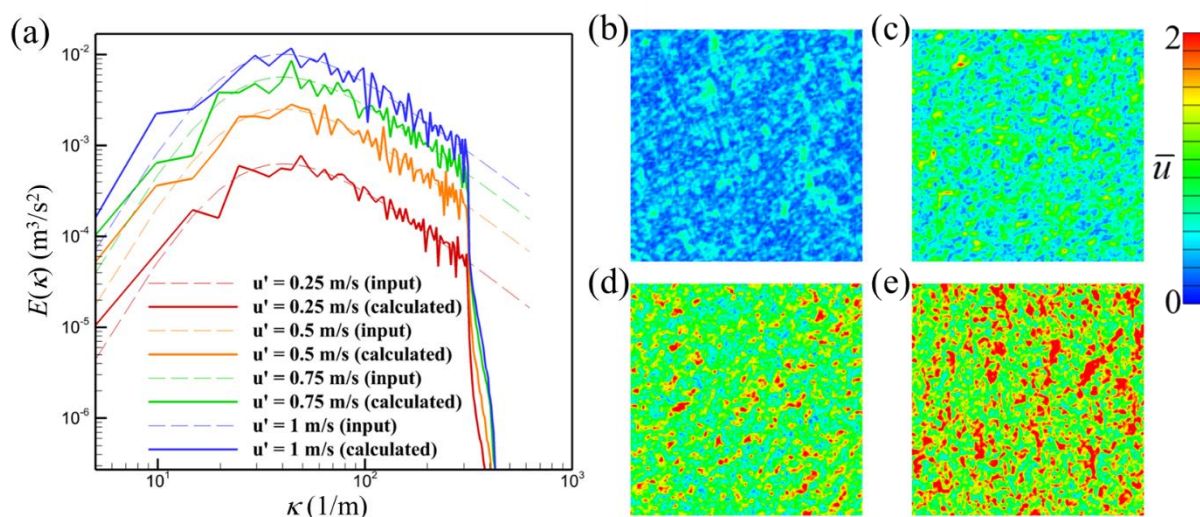 (a)
10⁻²
10⁻³
10⁻⁴
10⁻⁵
10⁻⁶
E(κ) (m³/s²)
u' = 0.25 m/s (input)
u' = 0.25 m/s (calculated)
u' = 0.5 m/s (input)
u' = 0.5 m/s (calculated)
u' = 0.75 m/s (input)
u' = 0.75 m/s (calculated)
u' = 1 m/s (input)
u' = 1 m/s (calculated)
10¹ 10² 10³
κ (1/m)
(b)
(c)
2
u̅
0
(d)
(e)